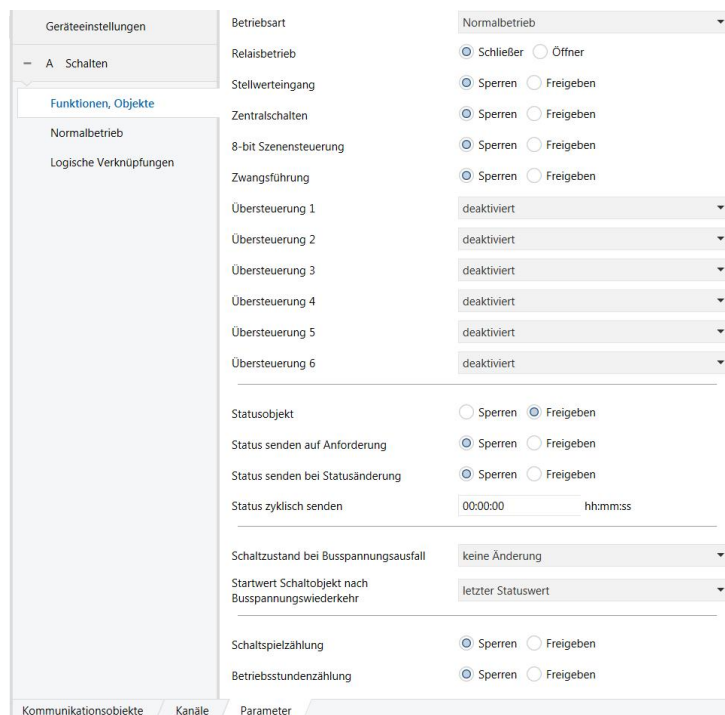 Geräteeinstellungen
− A Schalten
Funktionen, Objekte
Normalbetrieb
Logische Verknüpfungen
Betriebsart Normalbetrieb
Relaisbetrieb Schließer Öffner
Stellwerteingang Sperren Freigeben
Zentralschalten Sperren Freigeben
8-bit Szenensteuerung Sperren Freigeben
Zwangsführung Sperren Freigeben
Übersteuerung 1 deaktiviert
Übersteuerung 2 deaktiviert
Übersteuerung 3 deaktiviert
Übersteuerung 4 deaktiviert
Übersteuerung 5 deaktiviert
Übersteuerung 6 deaktiviert
Statusobjekt Sperren Freigeben
Status senden auf Anforderung Sperren Freigeben
Status senden bei Statusänderung Sperren Freigeben
Status zyklisch senden 00:00:00 hh:mm:ss
Schaltzustand bei Busspannungsausfall keine Änderung
Startwert Schaltobjekt nach
Busspannungswiederkehr letzter Statuswert
Schaltspielzählung Sperren Freigeben
Betriebsstundenzählung Sperren Freigeben
Kommunikationsobjekte Kanäle Parameter